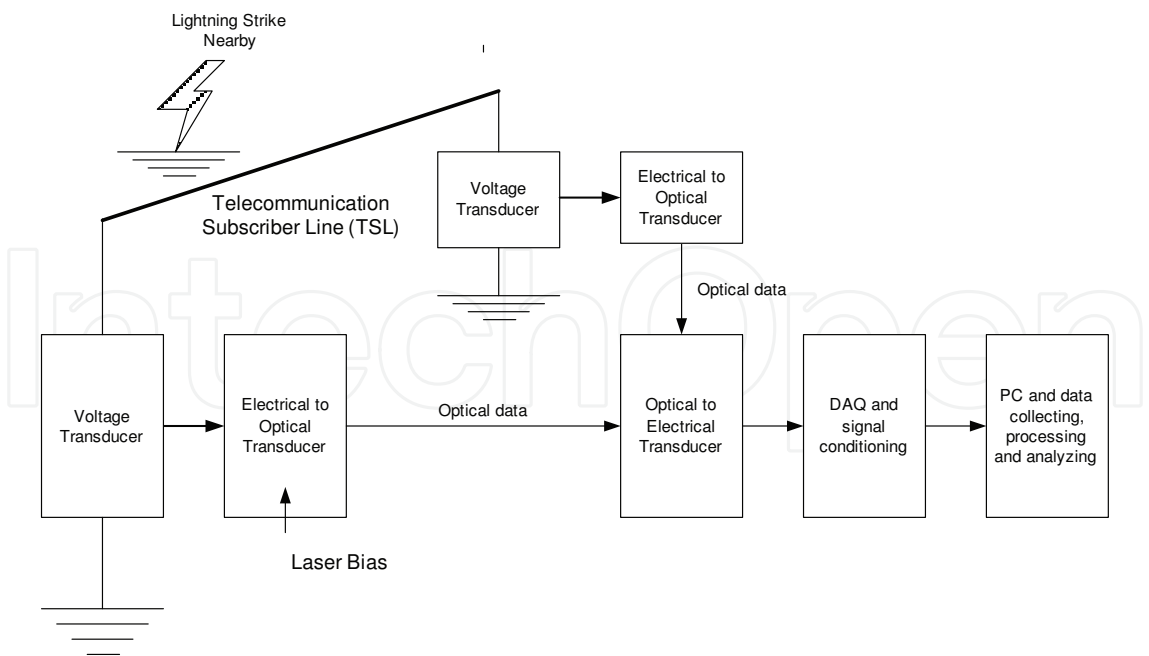 Lightning Strike
Nearby
Telecommunication
Subscriber Line (TSL)
Voltage
Transducer
Electrical to
Optical
Transducer
Optical data
Voltage
Transducer
Electrical to
Optical
Transducer
Laser Bias
Optical data
Optical to
Electrical
Transducer
DAQ and
signal
conditioning
PC and data
collecting,
processing
and analyzing
IntechOpen